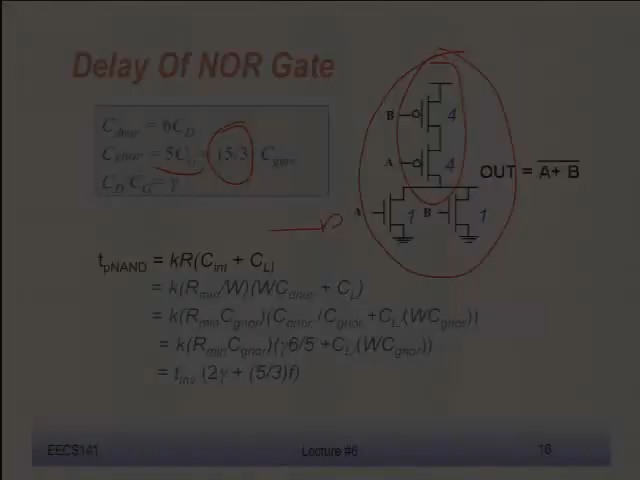 Delay Of NOR Gate
C_dnor = 6C_D
C_gnor = 5C_G = (5/3) C_ginv
C_D C_G = γ
B 4
A 4
OUT = A+ B
A 1 B 1
t_pNAND = kR(C_int + C_L)
= k(R_min/W)(WC_dnor + C_L)
= k(R_min C_gnor)(C_dnor/C_gnor + C_L/(WC_gnor))
= k(R_min C_gnor)(γ6/5 + C_L/(WC_gnor))
= t_inv (2γ + (5/3)f)
EECS141
Lecture #6
16